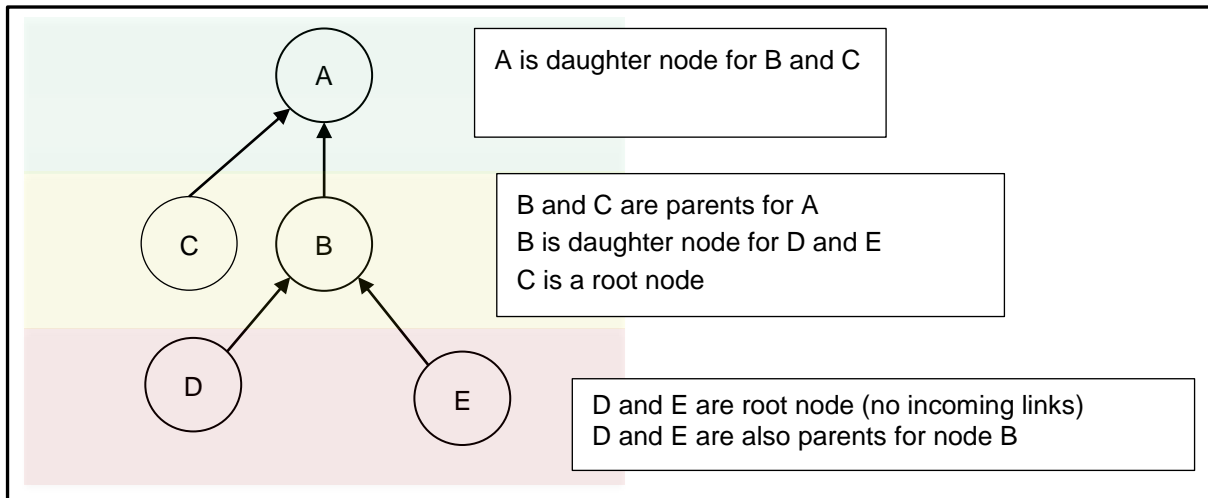 A
A is daughter node for B and C
C
B
B and C are parents for A
B is daughter node for D and E
C is a root node
D
E
D and E are root node (no incoming links)
D and E are also parents for node B